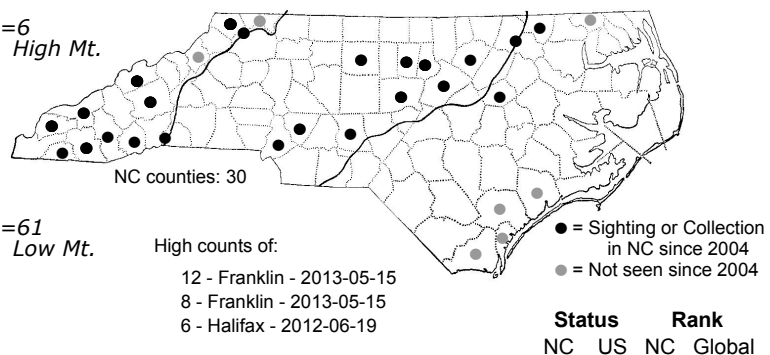 =6
High Mt.
NC counties: 30
=61
Low Mt.
High counts of:
12 - Franklin - 2013-05-15
8 - Franklin - 2013-05-15
6 - Halifax - 2012-06-19
= Sighting or Collection
in NC since 2004
= Not seen since 2004
Status Rank
NC US NC Global